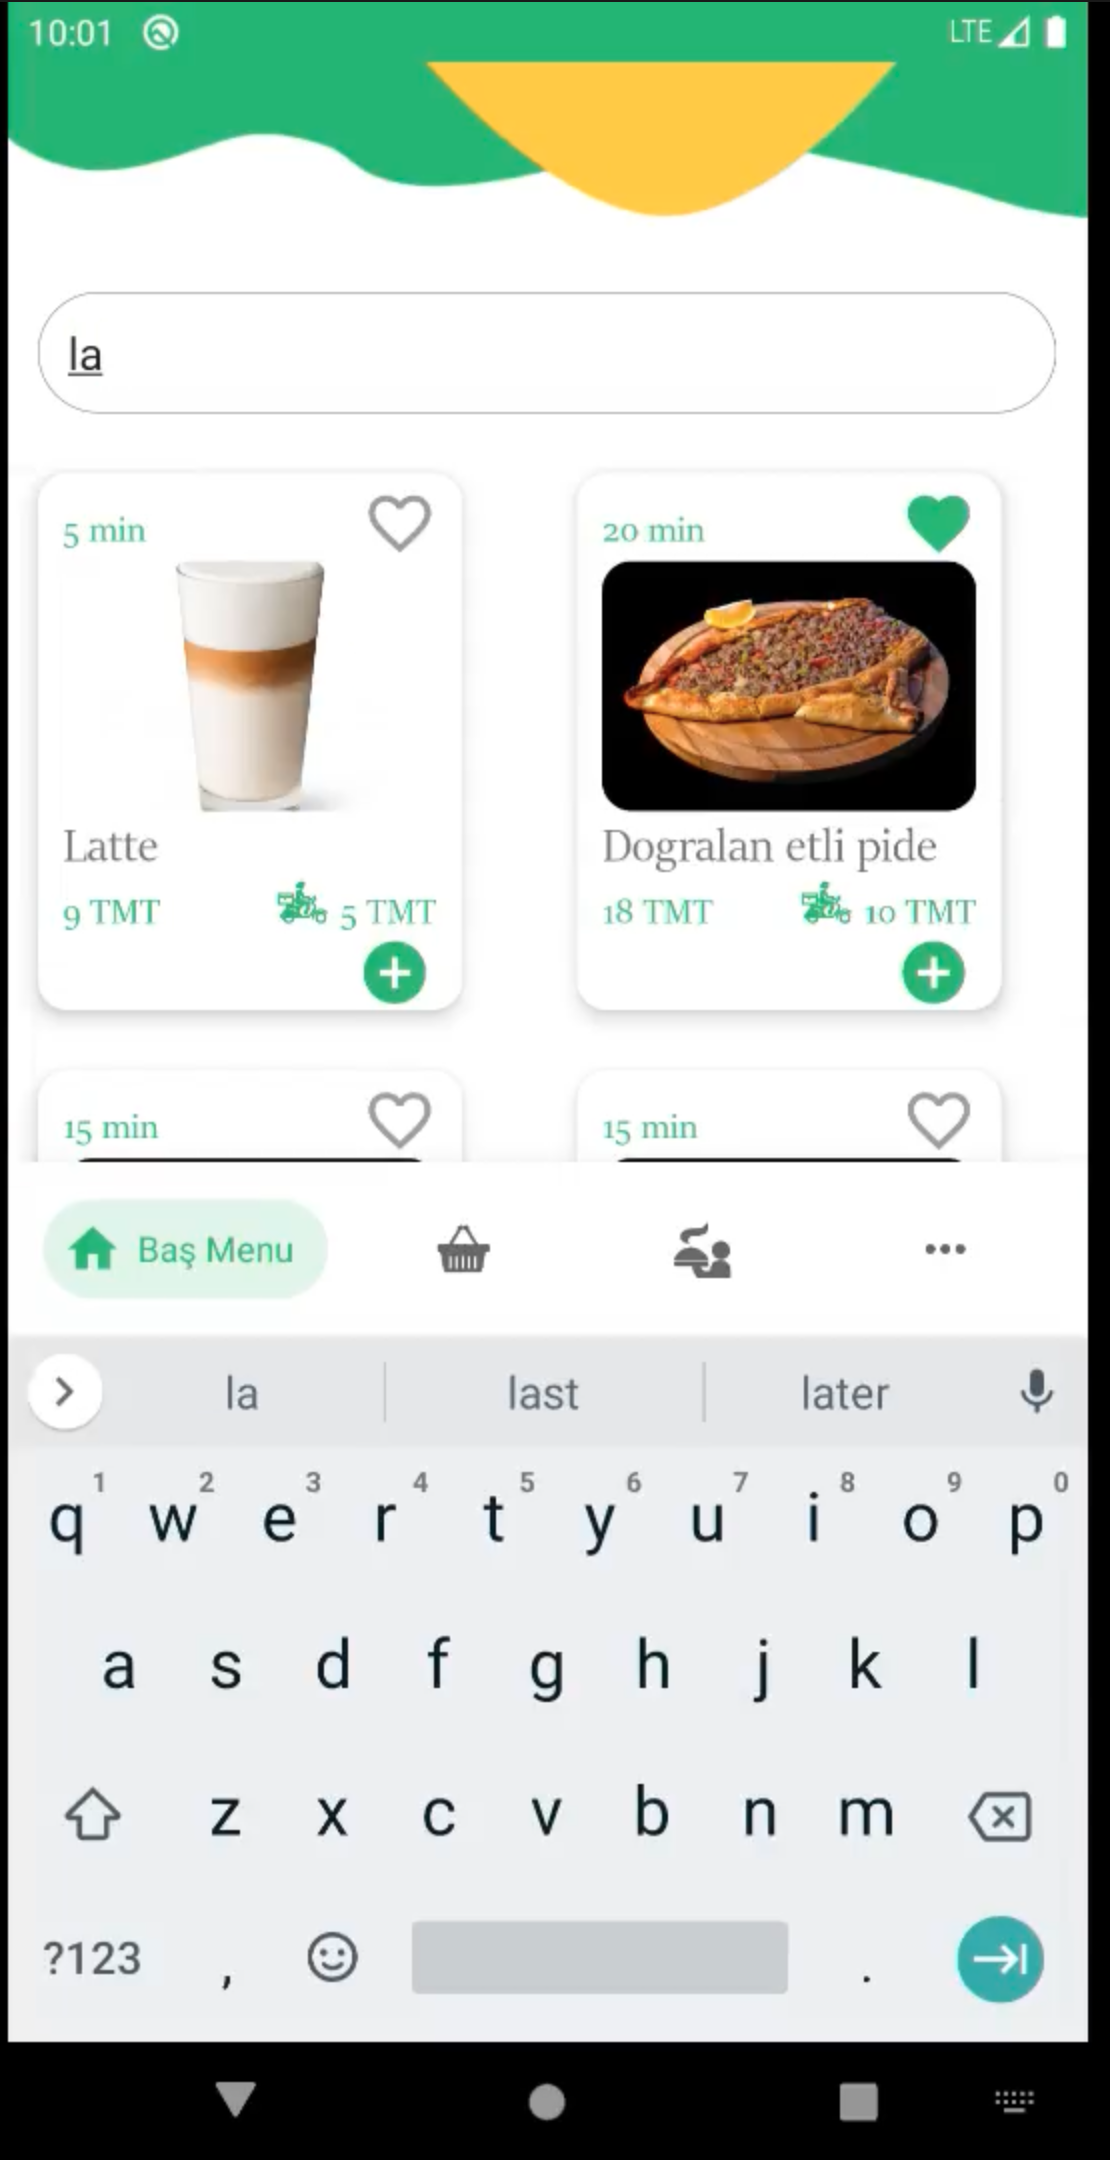 10:01 LTE
la
5 min
20 min
Latte
Dogralan etli pide
9 TMT 5 TMT
18 TMT 10 TMT
15 min
15 min
Baş Menu
la last later
1 2 3 4 5 6 7 8 9 0
q w e r t y u i o p
a s d f g h j k l
z x c v b n m
?123 , .